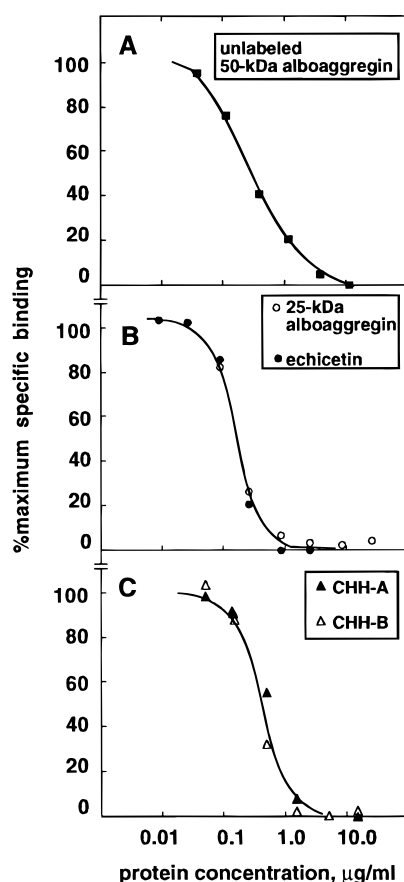 A
unlabeled
50-kDa alboaggregin
100
80
60
40
20
0
B
○ 25-kDa
alboaggregin
● echicetin
100
80
60
40
20
0
C
▲ CHH-A
△ CHH-B
100
80
60
40
20
0
%maximum specific binding
0.01 0.1 1.0 10.0
protein concentration, μg/ml